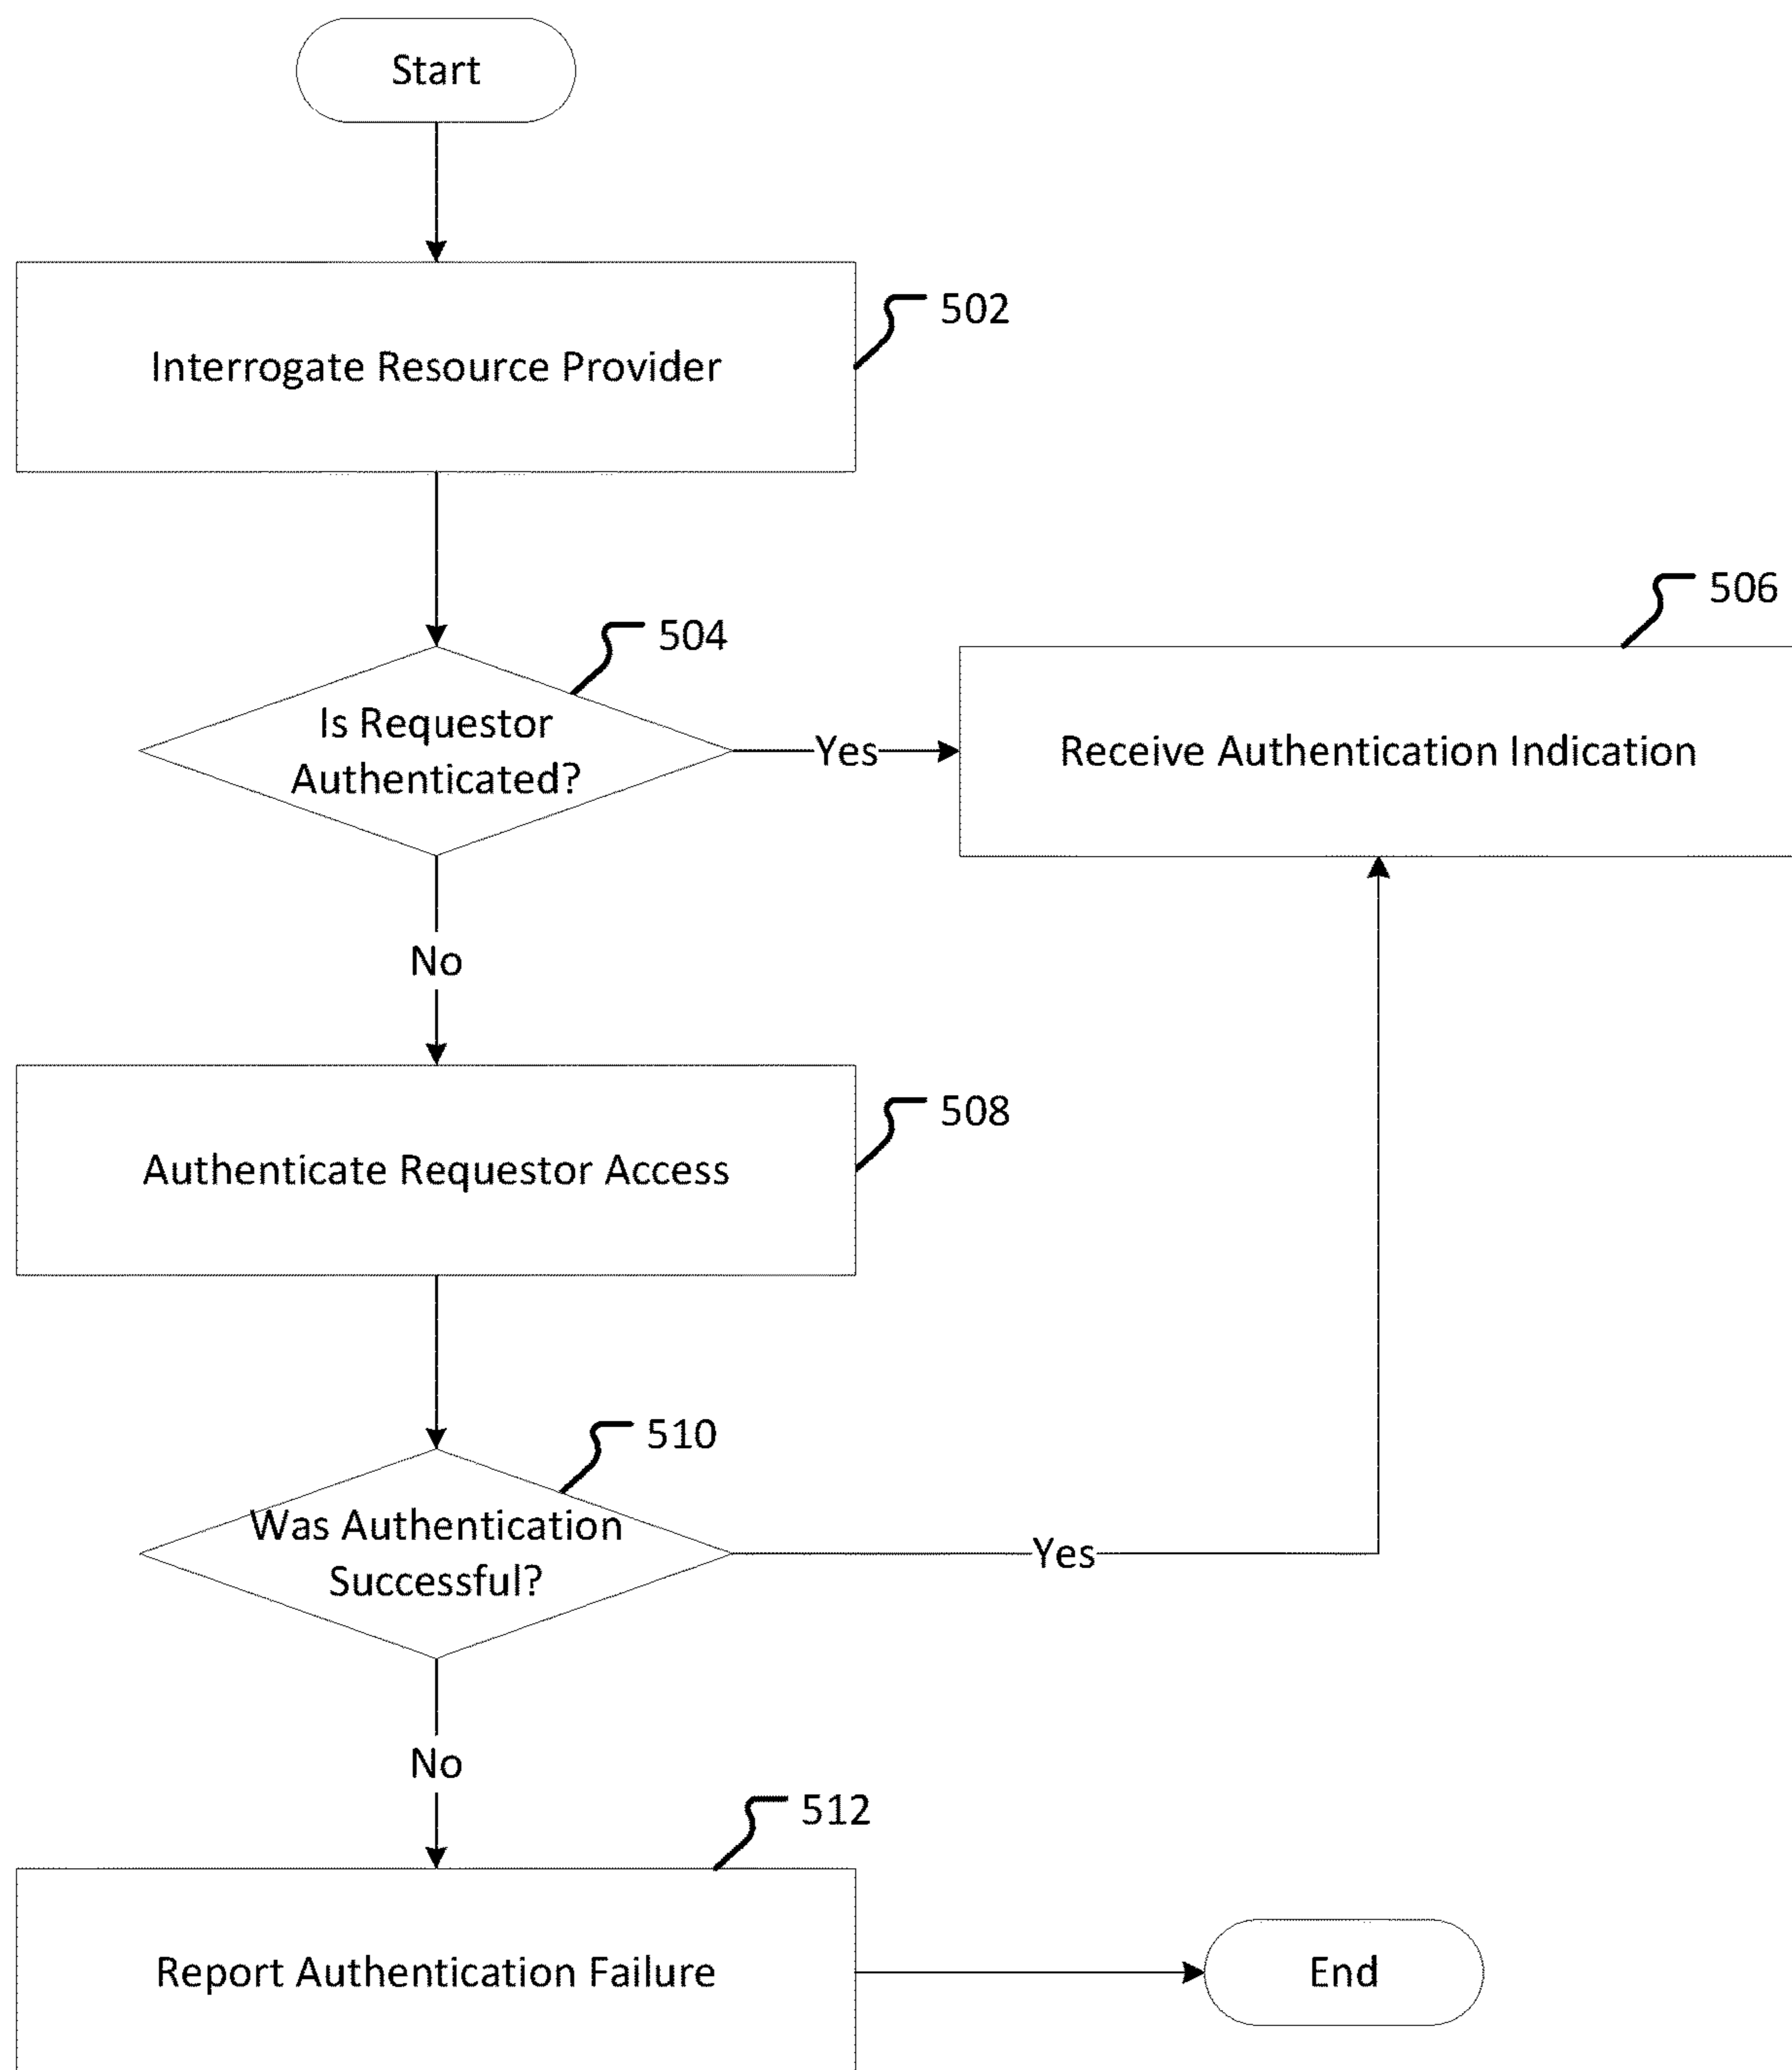 Start
502
Interrogate Resource Provider
504
506
Is Requestor
Authenticated?
Yes
Receive Authentication Indication
No
508
Authenticate Requestor Access
510
Was Authentication
Successful?
Yes
No
512
Report Authentication Failure
End